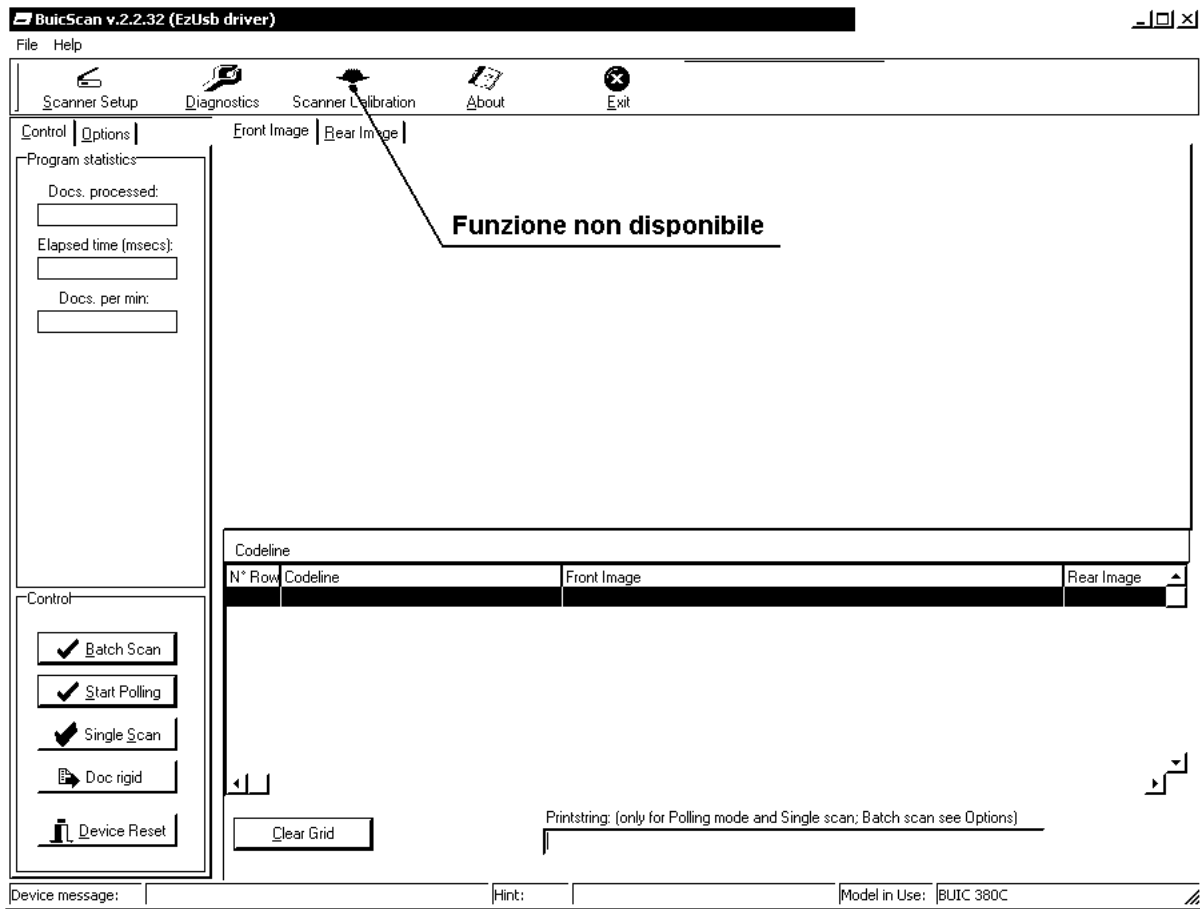 BuicScan v.2.2.32 (EzUsb driver)
File Help
Scanner Setup Diagnostics Scanner Calibration About Exit
Control Options Front Image Rear Image
Program statistics
Docs. processed:
Elapsed time (msecs):
Docs. per min:
Funzione non disponibile
Codeline
N° Row Codeline Front Image Rear Image
Control
Batch Scan
Start Polling
Single Scan
Doc rigid
Device Reset
Clear Grid
Printstring: (only for Polling mode and Single scan; Batch scan see Options)
Device message: Hint: Model in Use: BUIC 380C